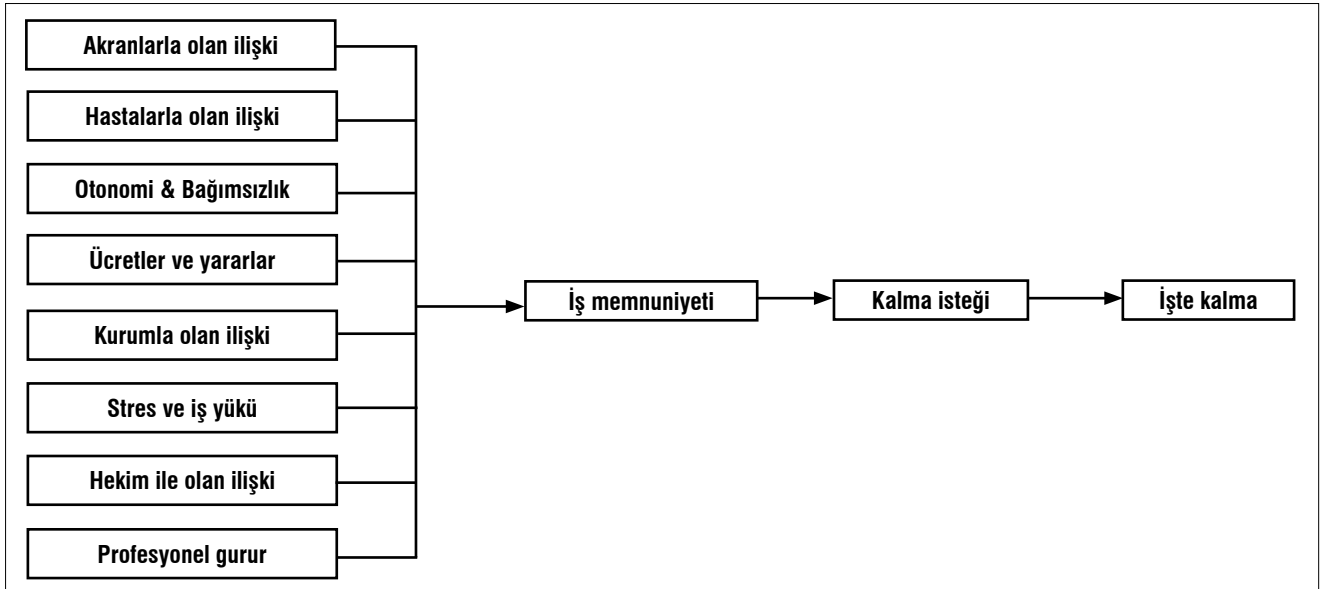 Akranlarla olan ilişki
Hastalarla olan ilişki
Otonomi & Bağımsızlık
Ücretler ve yararlar
Kurumla olan ilişki
Stres ve iş yükü
Hekim ile olan ilişki
Profesyonel gurur
İş memnuniyeti
Kalma isteği
İşte kalma